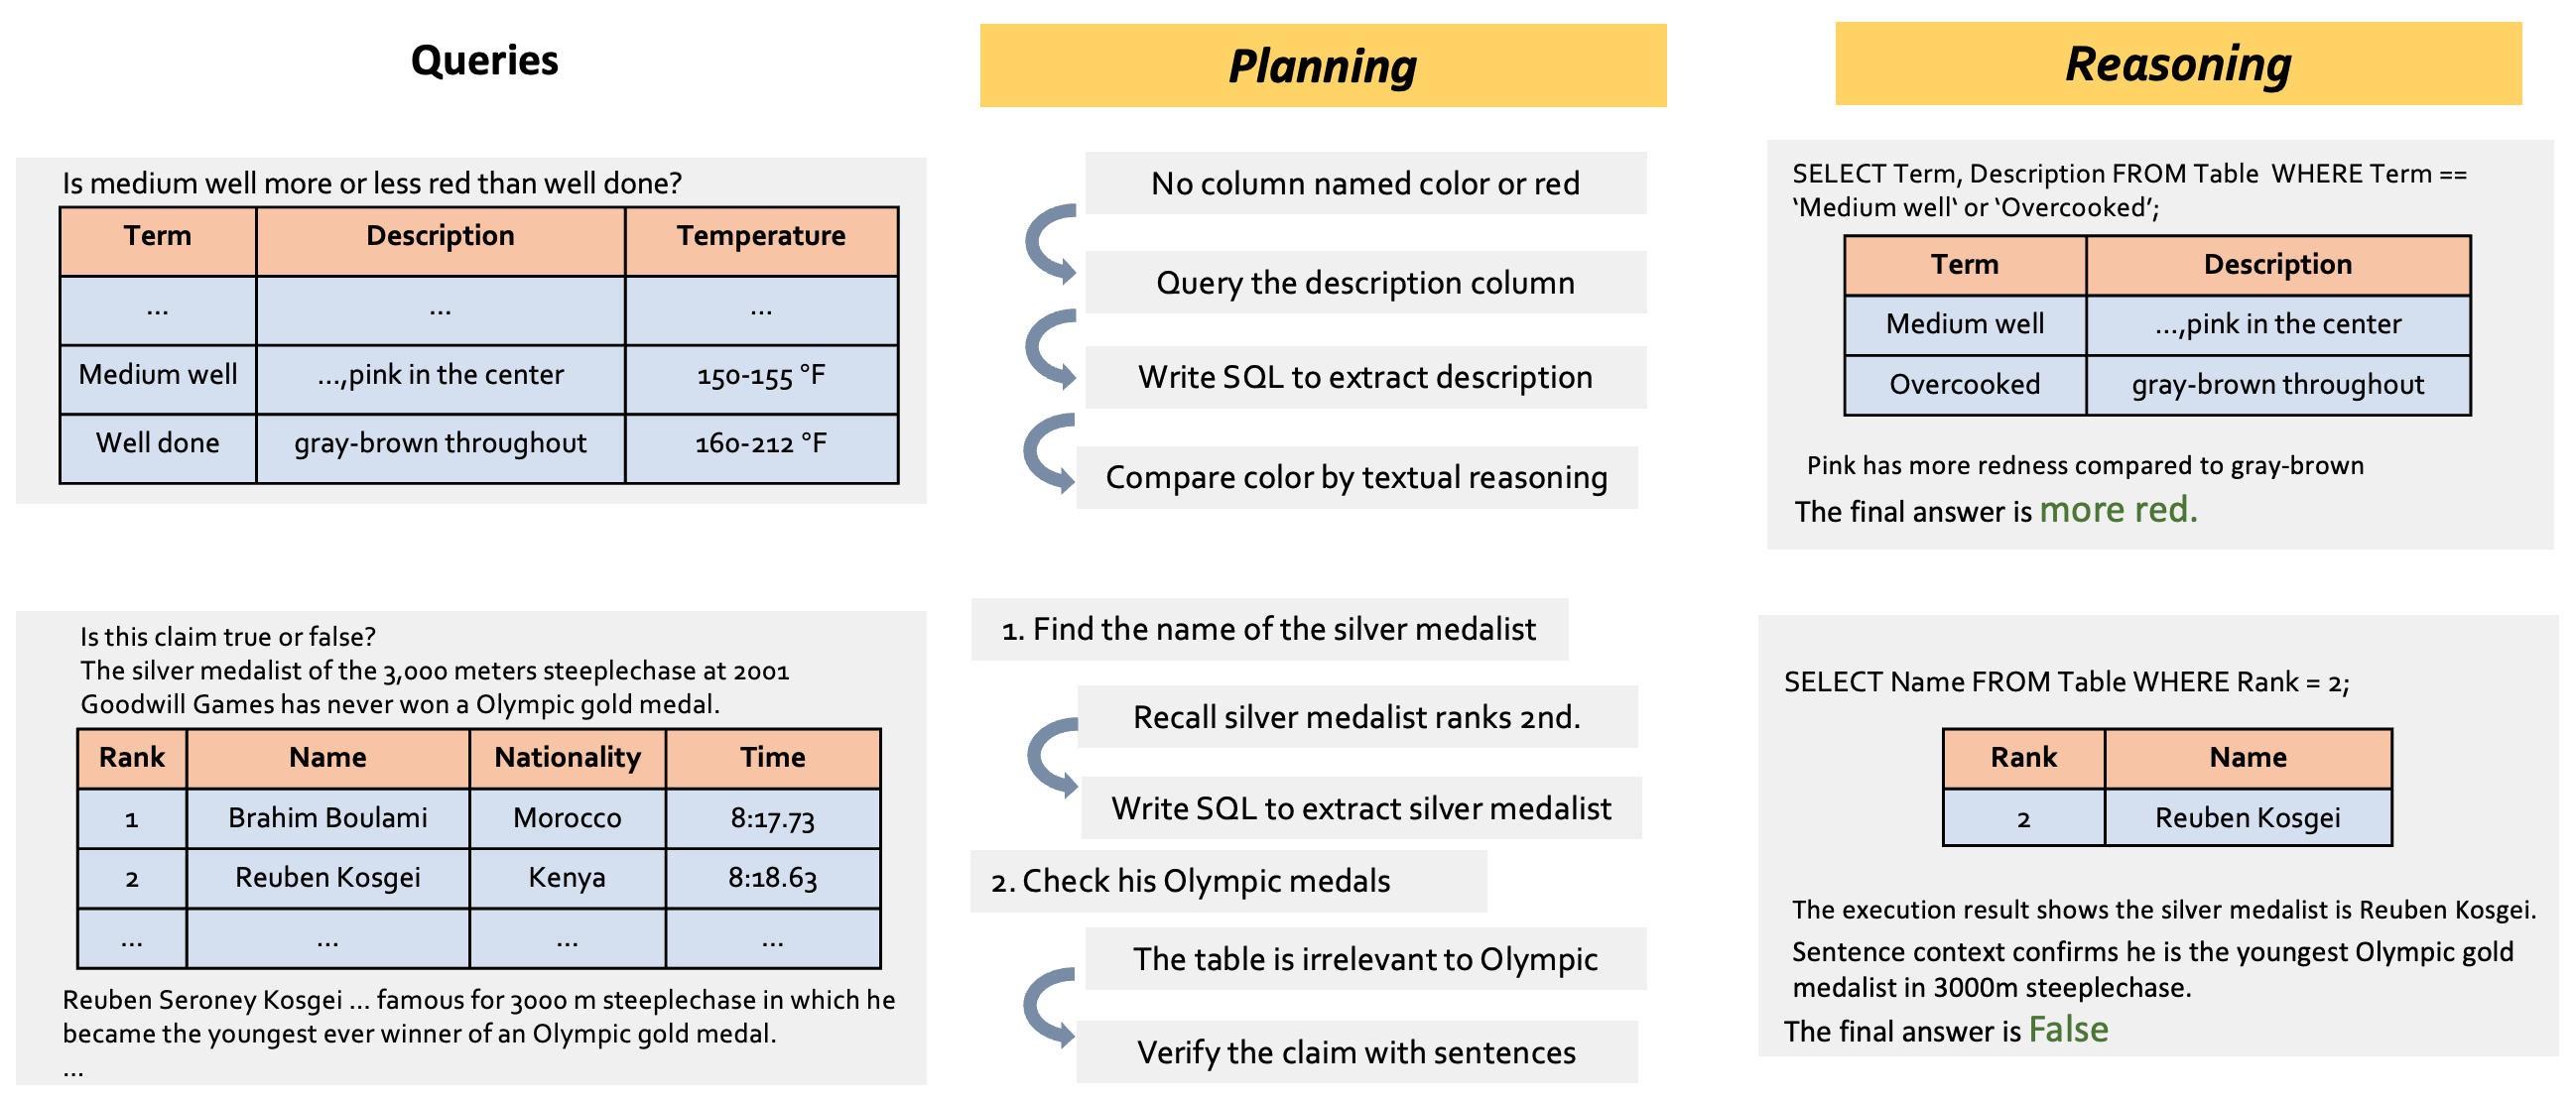 Queries
Planning
Reasoning
Is medium well more or less red than well done?
Term Description Temperature
... ... ...
Medium well ...,pink in the center 150-155 °F
Well done gray-brown throughout 160-212 °F
No column named color or red
Query the description column
Write SQL to extract description
Compare color by textual reasoning
SELECT Term, Description FROM Table WHERE Term ==
‘Medium well‘ or ‘Overcooked’;
Term Description
Medium well ...,pink in the center
Overcooked gray-brown throughout
Pink has more redness compared to gray-brown
The final answer is more red.
Is this claim true or false?
The silver medalist of the 3,000 meters steeplechase at 2001
Goodwill Games has never won a Olympic gold medal.
Rank Name Nationality Time
1 Brahim Boulami Morocco 8:17.73
2 Reuben Kosgei Kenya 8:18.63
... ... ... ...
Reuben Seroney Kosgei ... famous for 3000 m steeplechase in which he
became the youngest ever winner of an Olympic gold medal.
...
1. Find the name of the silver medalist
Recall silver medalist ranks 2nd.
Write SQL to extract silver medalist
2. Check his Olympic medals
The table is irrelevant to Olympic
Verify the claim with sentences
SELECT Name FROM Table WHERE Rank = 2;
Rank Name
2 Reuben Kosgei
The execution result shows the silver medalist is Reuben Kosgei.
Sentence context confirms he is the youngest Olympic gold
medalist in 3000m steeplechase.
The final answer is False